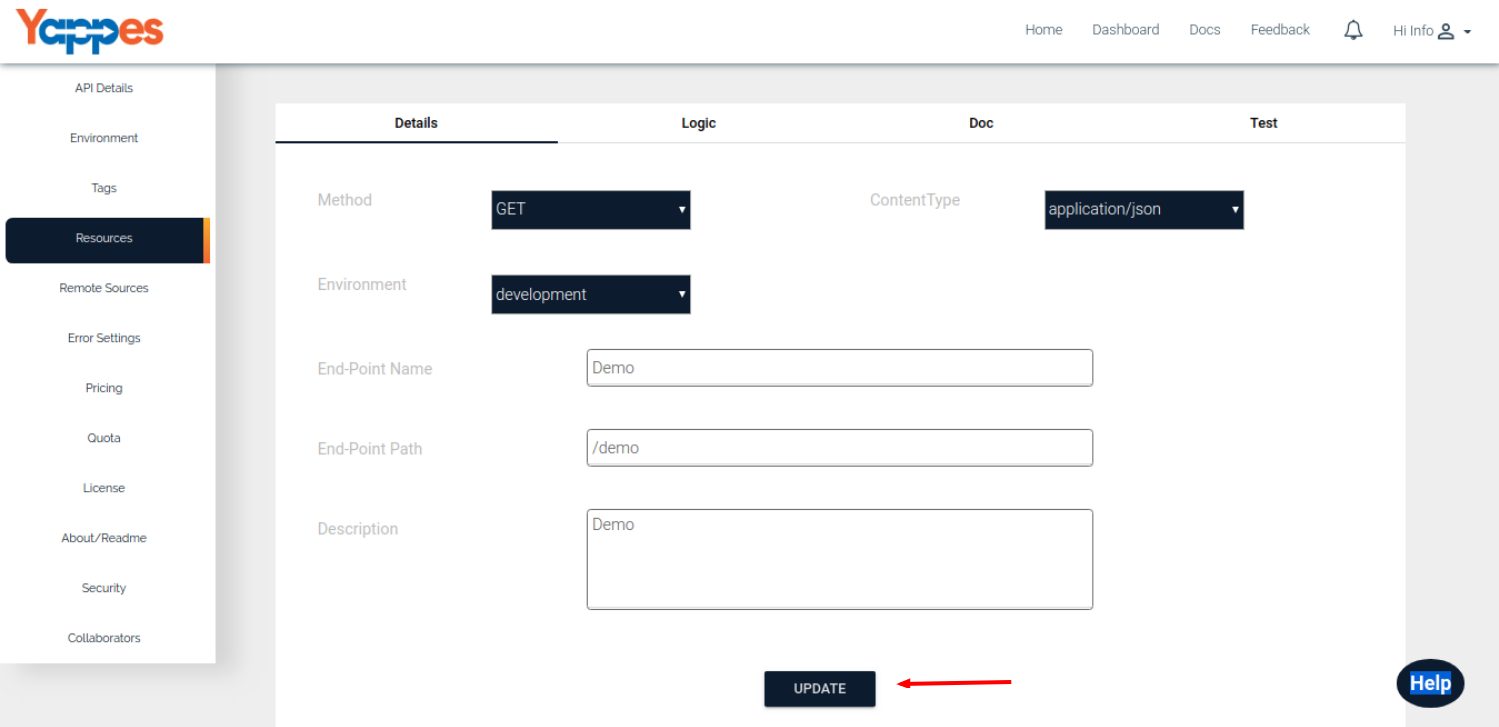 Yappes
Home Dashboard Docs Feedback Hi Info
API Details
Environment
Tags
Resources
Remote Sources
Error Settings
Pricing
Quota
License
About/Readme
Security
Collaborators
Details Logic Doc Test
Method GET ContentType application/json
Environment development
End-Point Name Demo
End-Point Path /demo
Description Demo
UPDATE
Help